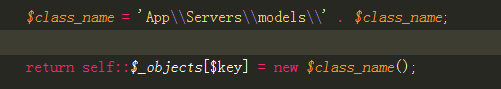 $class_name = 'App\\Servers\\models\\' . $class_name;
return self::$_objects[$key] = new $class_name();